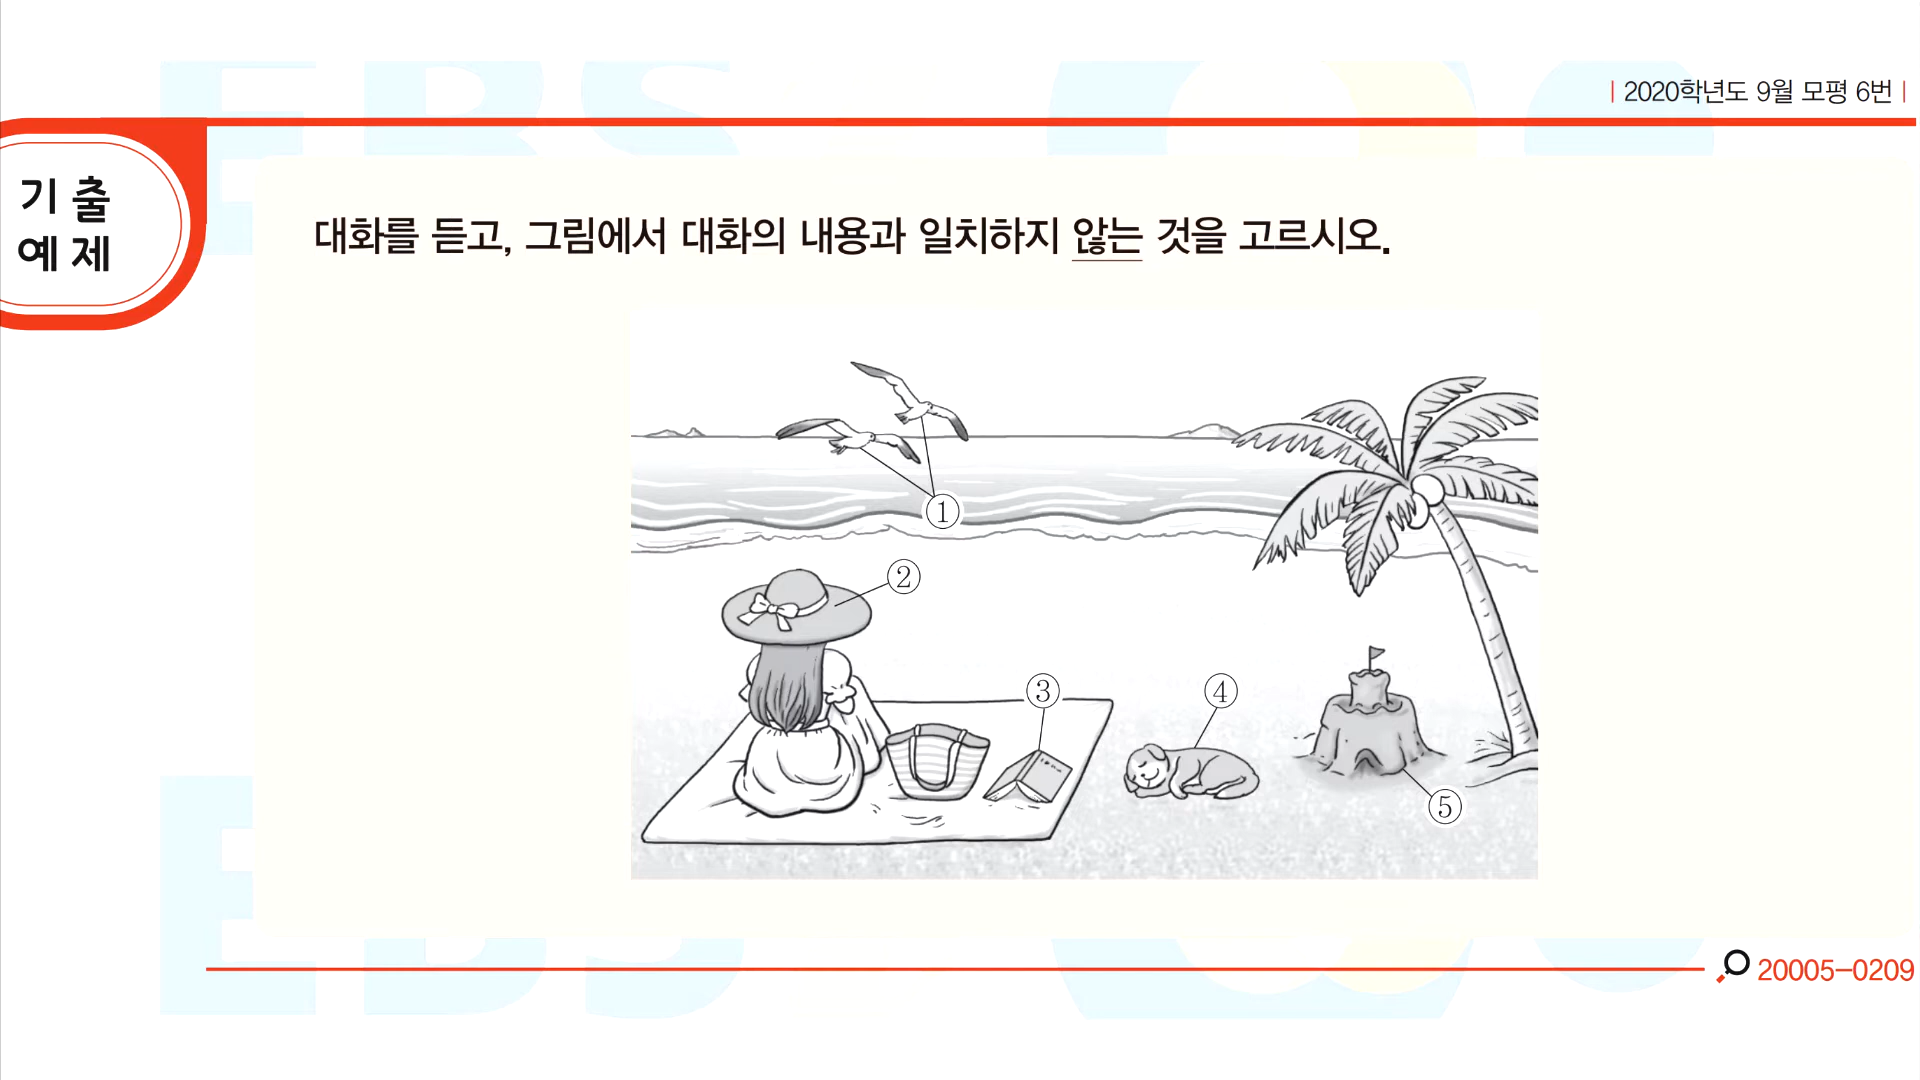 | 2020학년도 9월 모평 6번 |
기출
예제
대화를 듣고, 그림에서 대화의 내용과 일치하지 않는 것을 고르시오.
①
②
③
④
⑤
20005-0209
EBS
EBS